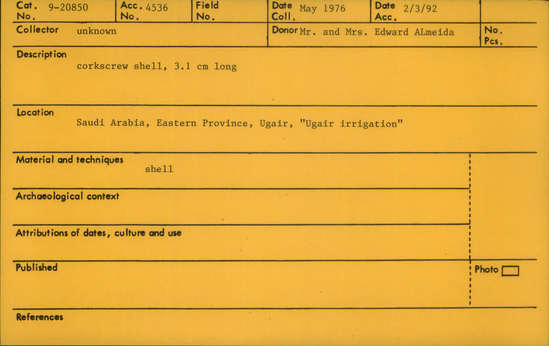 Cat. No. 9-20850 Acc. No. 4536 Field No. Date Coll. May 1976 Date Acc. 2/3/92
Collector unknown Donor Mr. and Mrs. Edward ALmeida No. Pcs.
Description
corkscrew shell, 3.1 cm long
Location
Saudi Arabia, Eastern Province, Ugair, "Ugair irrigation"
Material and techniques
shell
Archaeological context
Attributions of dates, culture and use
Published Photo
References